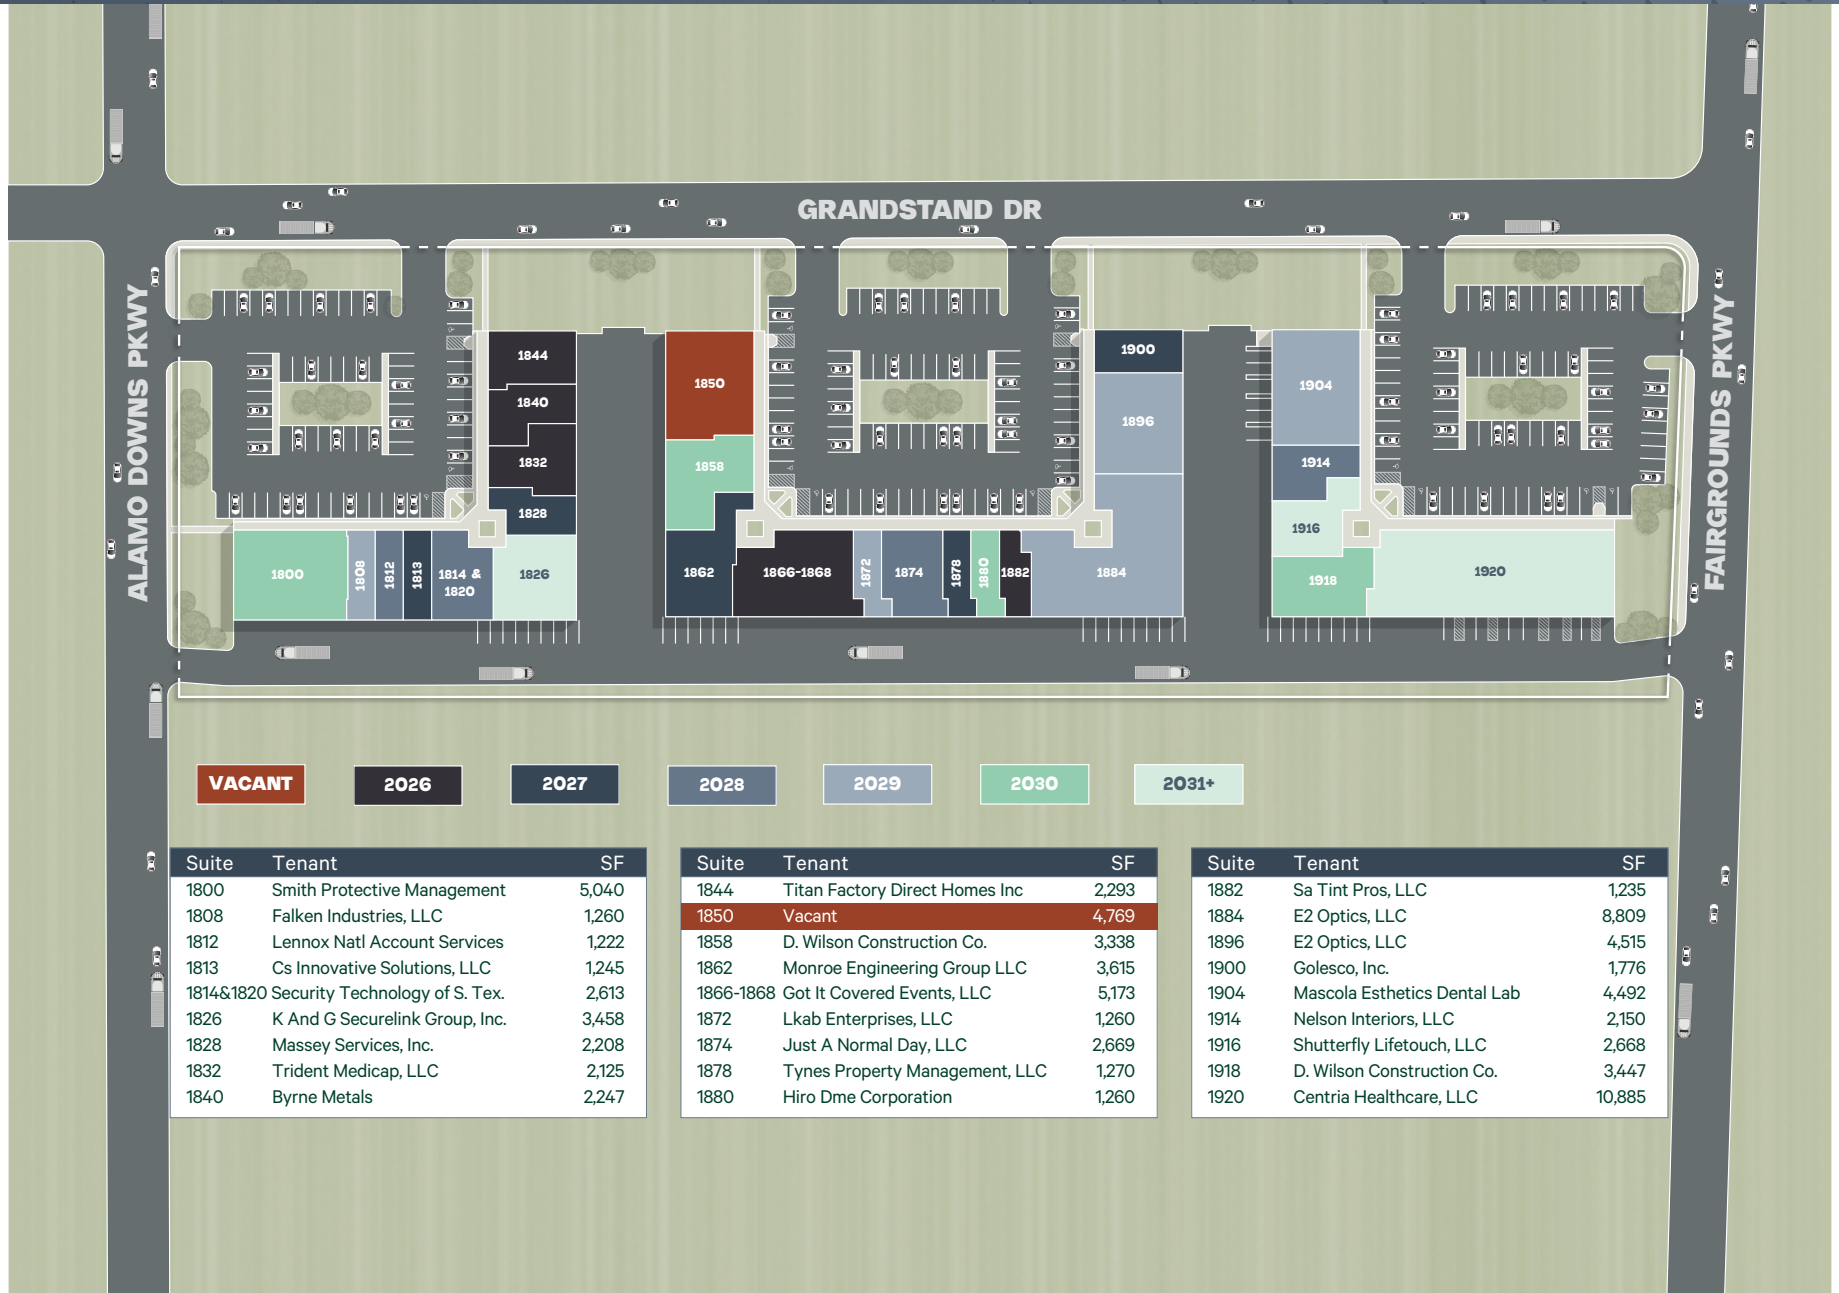 GRANDSTAND DR
ALAMO DOWNS PKWY
FAIRGROUNDS PKWY
1844
1840
1832
1828
1800
1808
1812
1813
1814 &
1820
1826
1850
1858
1862
1866-1868
1872
1874
1878
1880
1882
1884
1900
1896
1904
1914
1916
1918
1920
VACANT
2026
2027
2028
2029
2030
2031+
Suite Tenant SF
1800 Smith Protective Management 5,040
1808 Falken Industries, LLC 1,260
1812 Lennox Natl Account Services 1,222
1813 Cs Innovative Solutions, LLC 1,245
1814&1820 Security Technology of S. Tex. 2,613
1826 K And G Securelink Group, Inc. 3,458
1828 Massey Services, Inc. 2,208
1832 Trident Medicap, LLC 2,125
1840 Byrne Metals 2,247
Suite Tenant SF
1844 Titan Factory Direct Homes Inc 2,293
1850 Vacant 4,769
1858 D. Wilson Construction Co. 3,338
1862 Monroe Engineering Group LLC 3,615
1866-1868 Got It Covered Events, LLC 5,173
1872 Lkab Enterprises, LLC 1,260
1874 Just A Normal Day, LLC 2,669
1878 Tynes Property Management, LLC 1,270
1880 Hiro Dme Corporation 1,260
Suite Tenant SF
1882 Sa Tint Pros, LLC 1,235
1884 E2 Optics, LLC 8,809
1896 E2 Optics, LLC 4,515
1900 Golesco, Inc. 1,776
1904 Mascola Esthetics Dental Lab 4,492
1914 Nelson Interiors, LLC 2,150
1916 Shutterfly Lifetouch, LLC 2,668
1918 D. Wilson Construction Co. 3,447
1920 Centria Healthcare, LLC 10,885